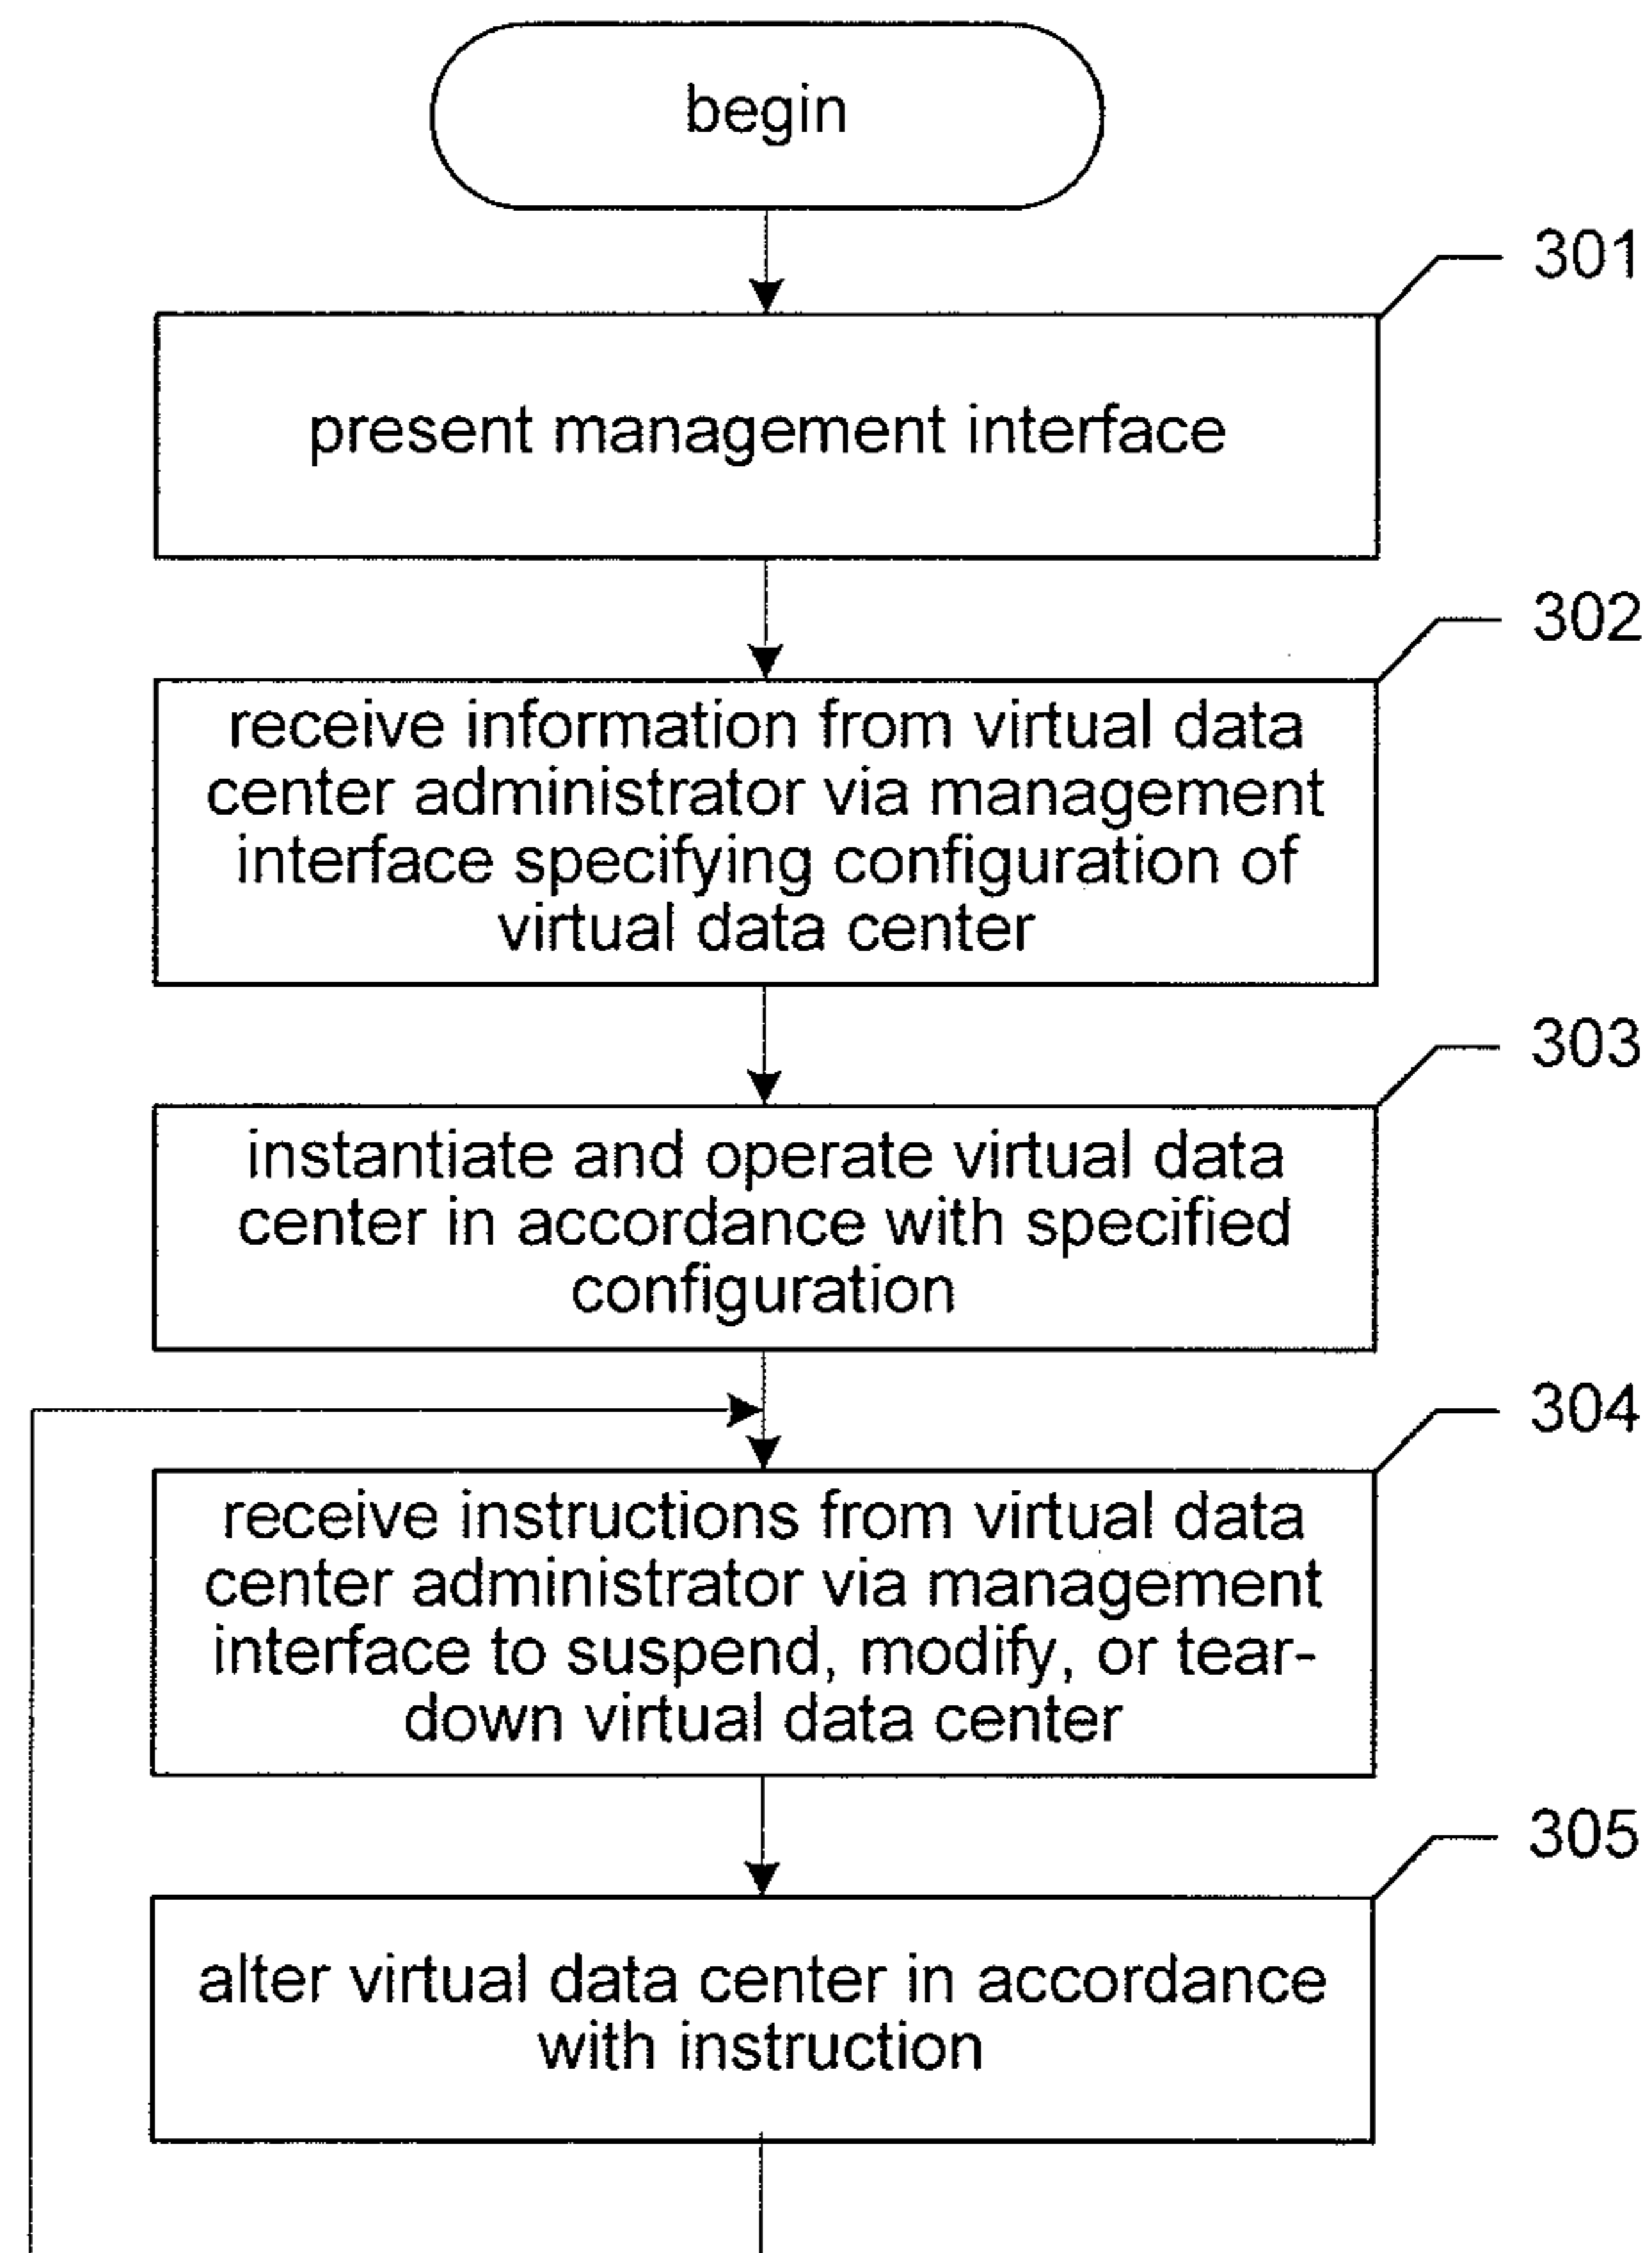 begin
301
present management interface
302
receive information from virtual data
center administrator via management
interface specifying configuration of
virtual data center
303
instantiate and operate virtual data
center in accordance with specified
configuration
304
receive instructions from virtual data
center administrator via management
interface to suspend, modify, or tear-
down virtual data center
305
alter virtual data center in accordance
with instruction